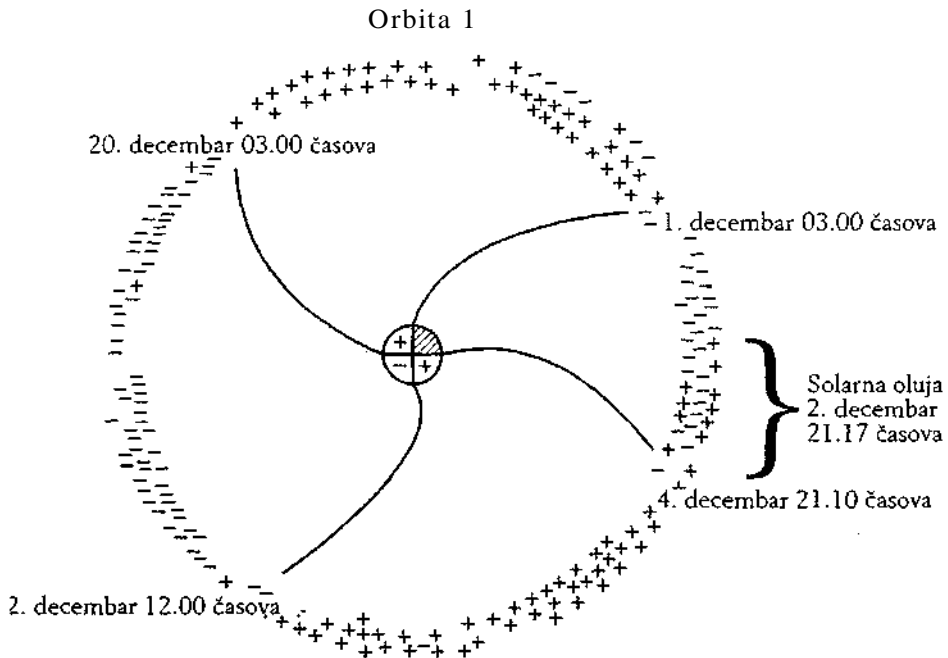 Orbita 1
20. decembar 03.00 časova
1. decembar 03.00 časova
Solarna oluja
2. decembar
21.17 časova
4. decembar 21.10 časova
2. decembar 12.00 časova